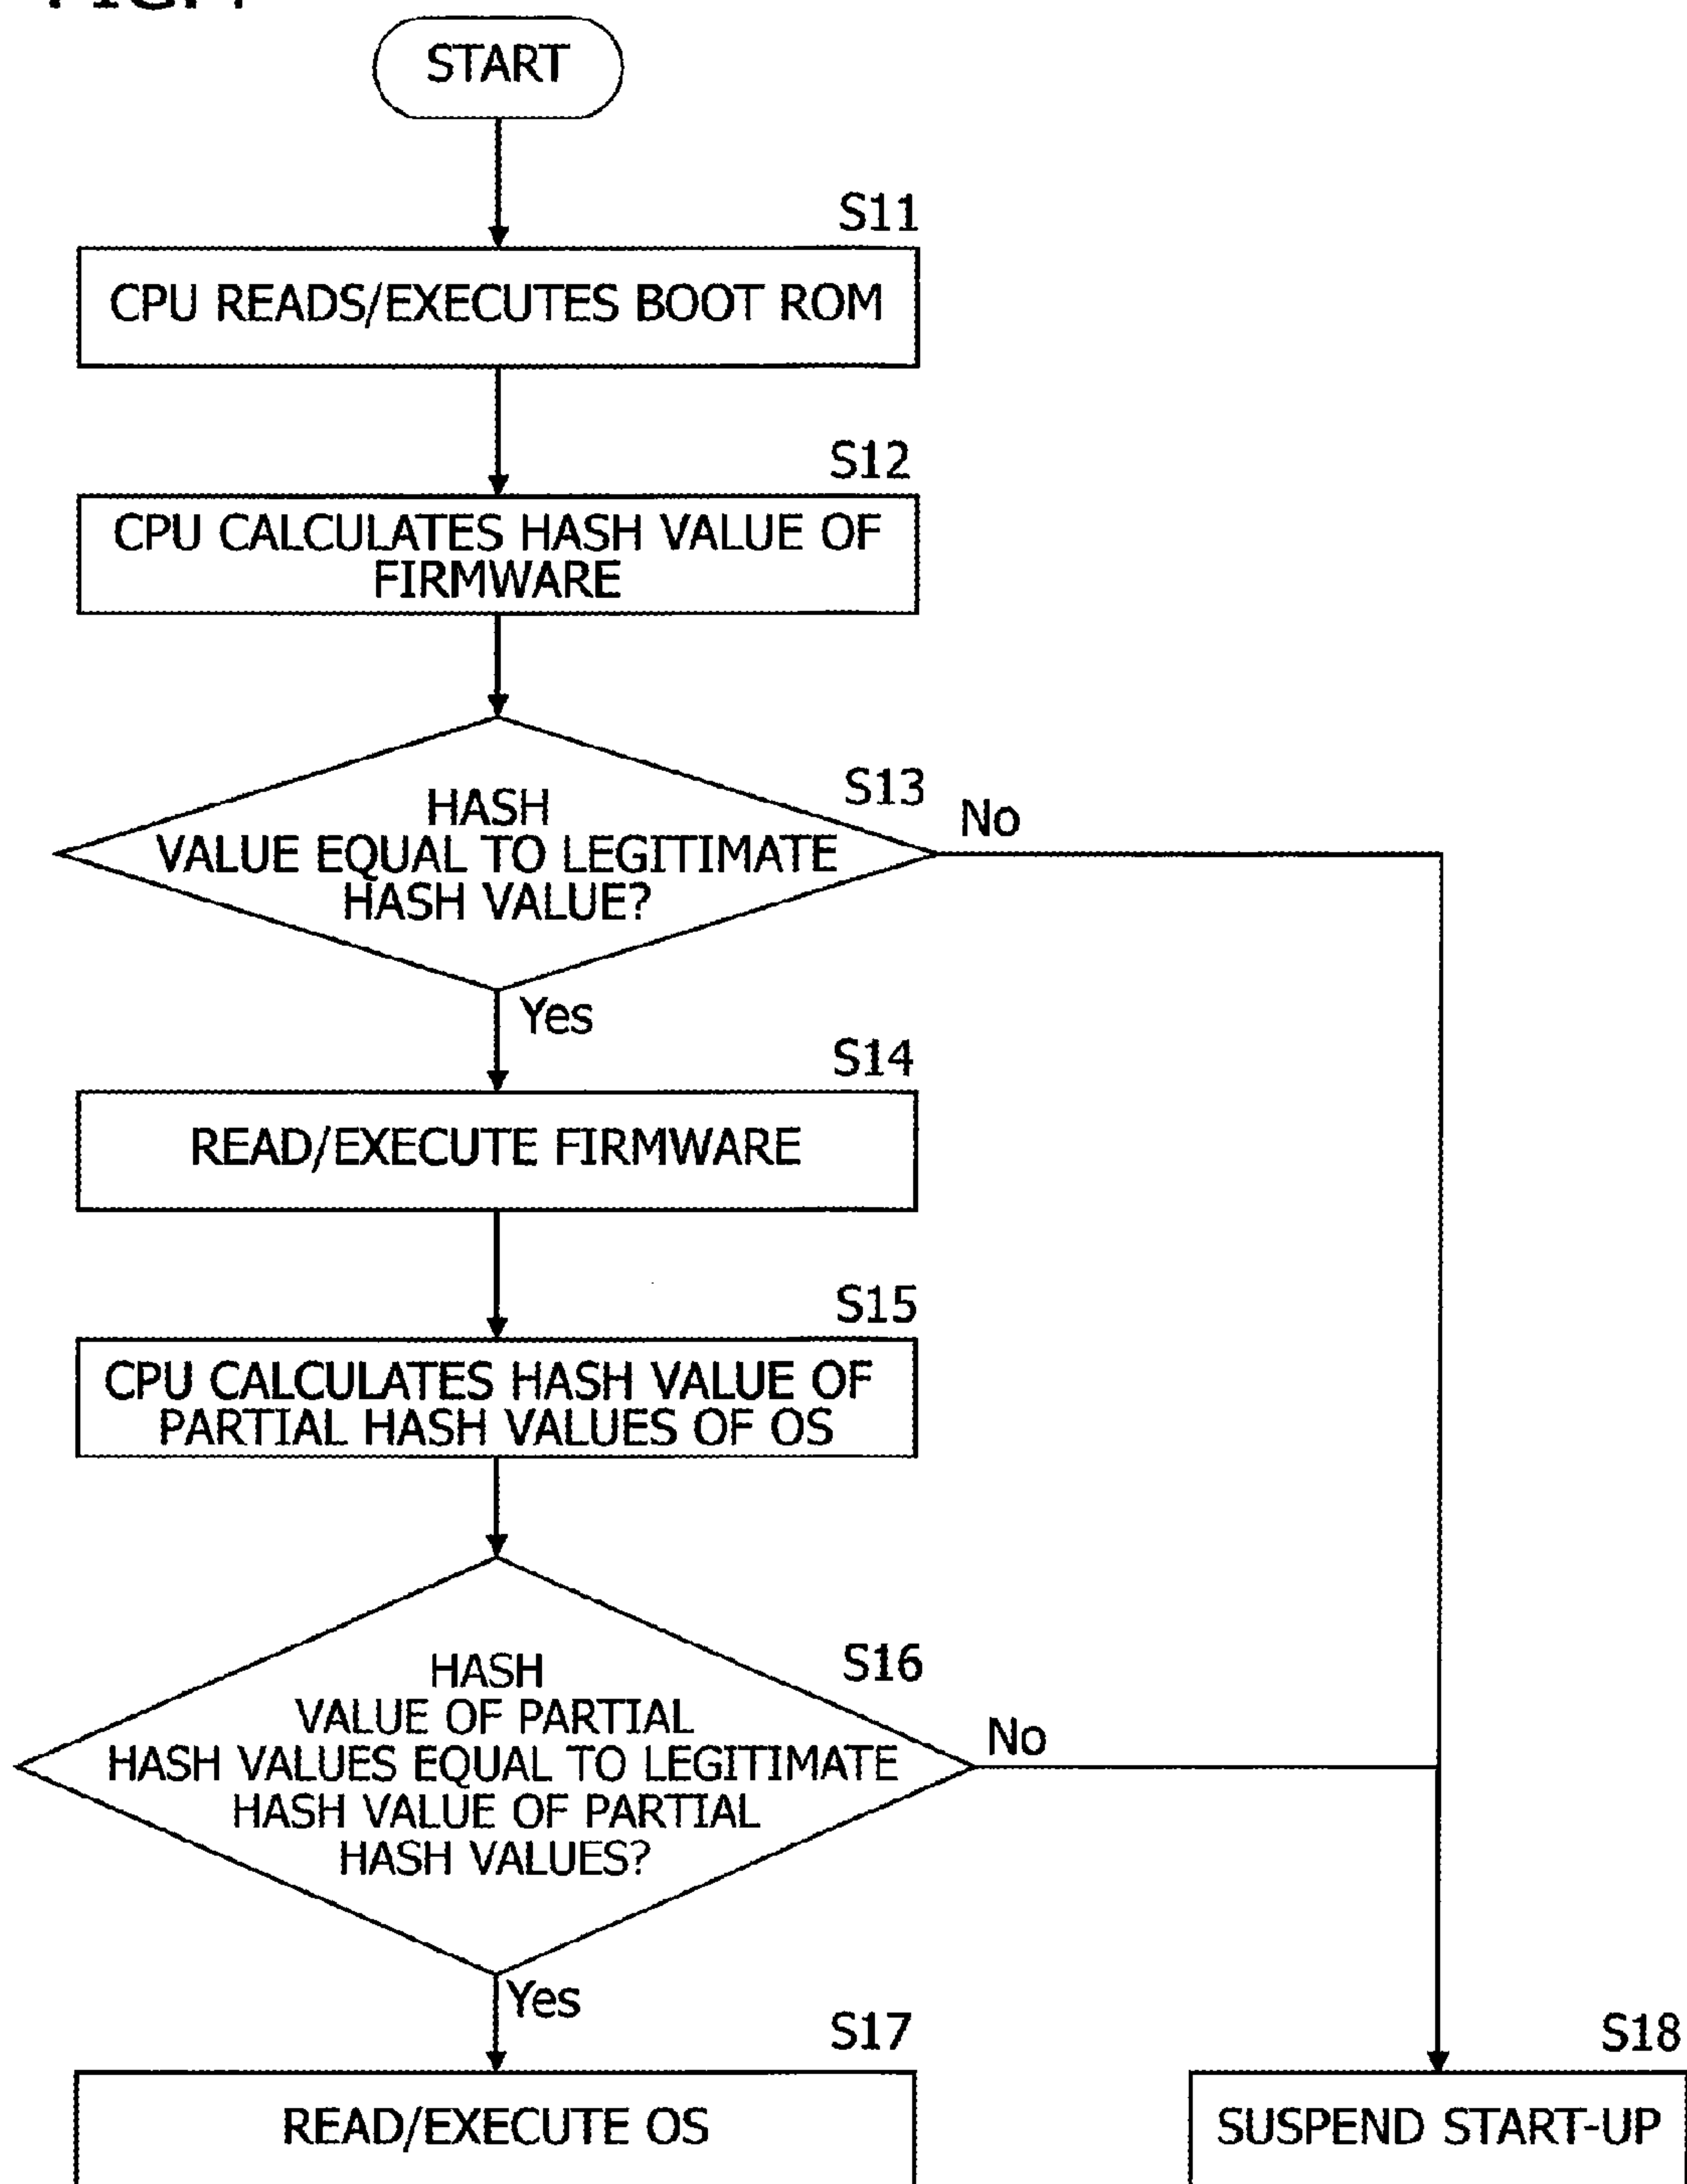 START
S11
CPU READS/EXECUTES BOOT ROM
S12
CPU CALCULATES HASH VALUE OF
FIRMWARE
S13
HASH
VALUE EQUAL TO LEGITIMATE
HASH VALUE?
No
Yes
S14
READ/EXECUTE FIRMWARE
S15
CPU CALCULATES HASH VALUE OF
PARTIAL HASH VALUES OF OS
S16
HASH
VALUE OF PARTIAL
HASH VALUES EQUAL TO LEGITIMATE
HASH VALUE OF PARTIAL
HASH VALUES?
No
Yes
S17
READ/EXECUTE OS
S18
SUSPEND START-UP